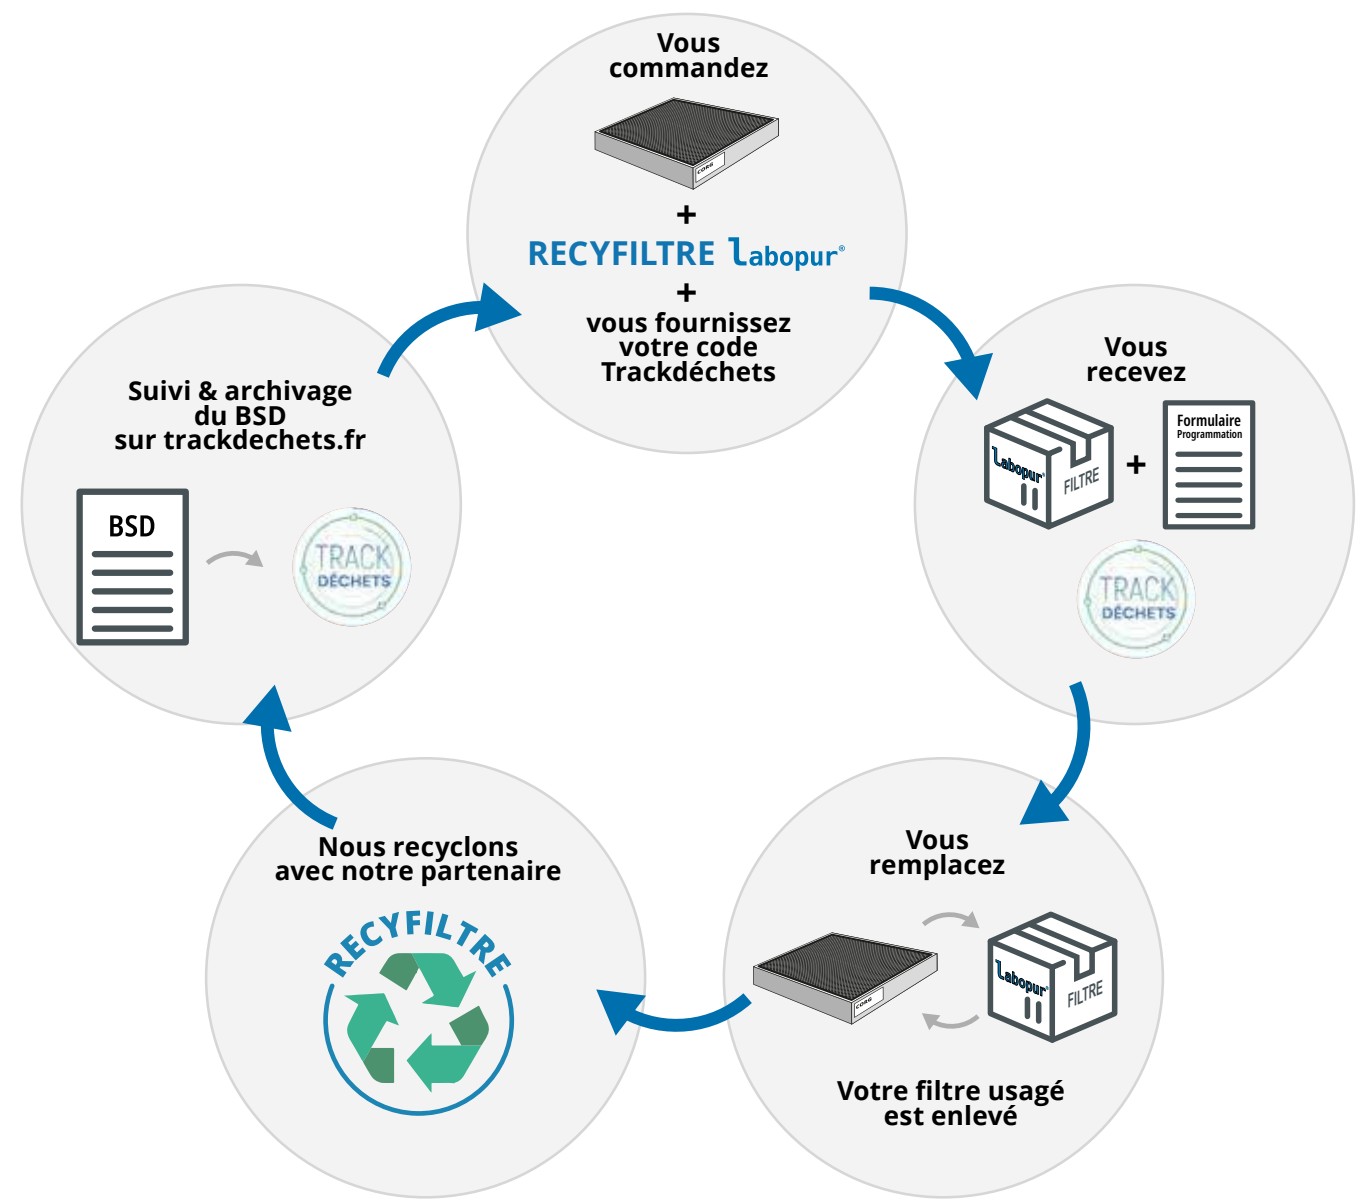 Vous
commandez
CORG
+
RECYFILTRE Labopur®
+
vous fournissez
votre code
Trackdéchets
Vous
recevez
Labopur®
FILTRE
+
Formulaire
Programmation
TRACK
DÉCHETS
Vous
remplacez
CORG
Labopur®
FILTRE
Votre filtre usagé
est enlevé
Nous recyclons
avec notre partenaire
RECYFILTRE
Suivi & archivage
du BSD
sur trackdechets.fr
BSD
TRACK
DÉCHETS